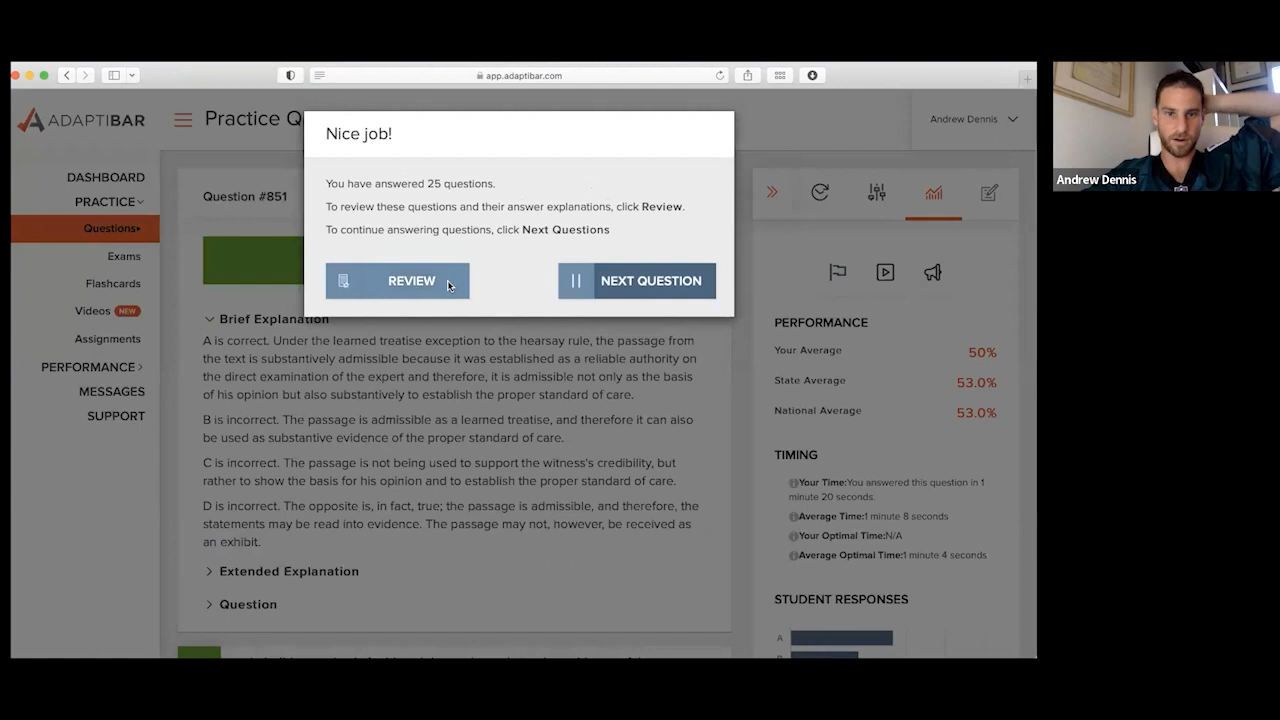 app.adaptibar.com
ADAPTIBAR
Practice Q
Andrew Dennis
DASHBOARD
PRACTICE
Questions
Exams
Flashcards
Videos NEW
Assignments
PERFORMANCE
MESSAGES
SUPPORT
Question #851
Nice job!
You have answered 25 questions.
To review these questions and their answer explanations, click Review.
To continue answering questions, click Next Questions
REVIEW
NEXT QUESTION
Brief Explanation
A is correct. Under the learned treatise exception to the hearsay rule, the passage from
the text is substantively admissible because it was established as a reliable authority on
the direct examination of the expert and therefore, it is admissible not only as the basis
of his opinion but also substantively to establish the proper standard of care.
B is incorrect. The passage is admissible as a learned treatise, and therefore it can also
be used as substantive evidence of the proper standard of care.
C is incorrect. The passage is not being used to support the witness's credibility, but
rather to show the basis for his opinion and to establish the proper standard of care.
D is incorrect. The opposite is, in fact, true; the passage is admissible, and therefore, the
statements may be read into evidence. The passage may not, however, be received as
an exhibit.
Extended Explanation
Question
PERFORMANCE
Your Average 50%
State Average 53.0%
National Average 53.0%
TIMING
Your Time:You answered this question in 1
minute 20 seconds.
Average Time:1 minute 8 seconds
Your Optimal Time:N/A
Average Optimal Time:1 minute 4 seconds
STUDENT RESPONSES
A
Andrew Dennis